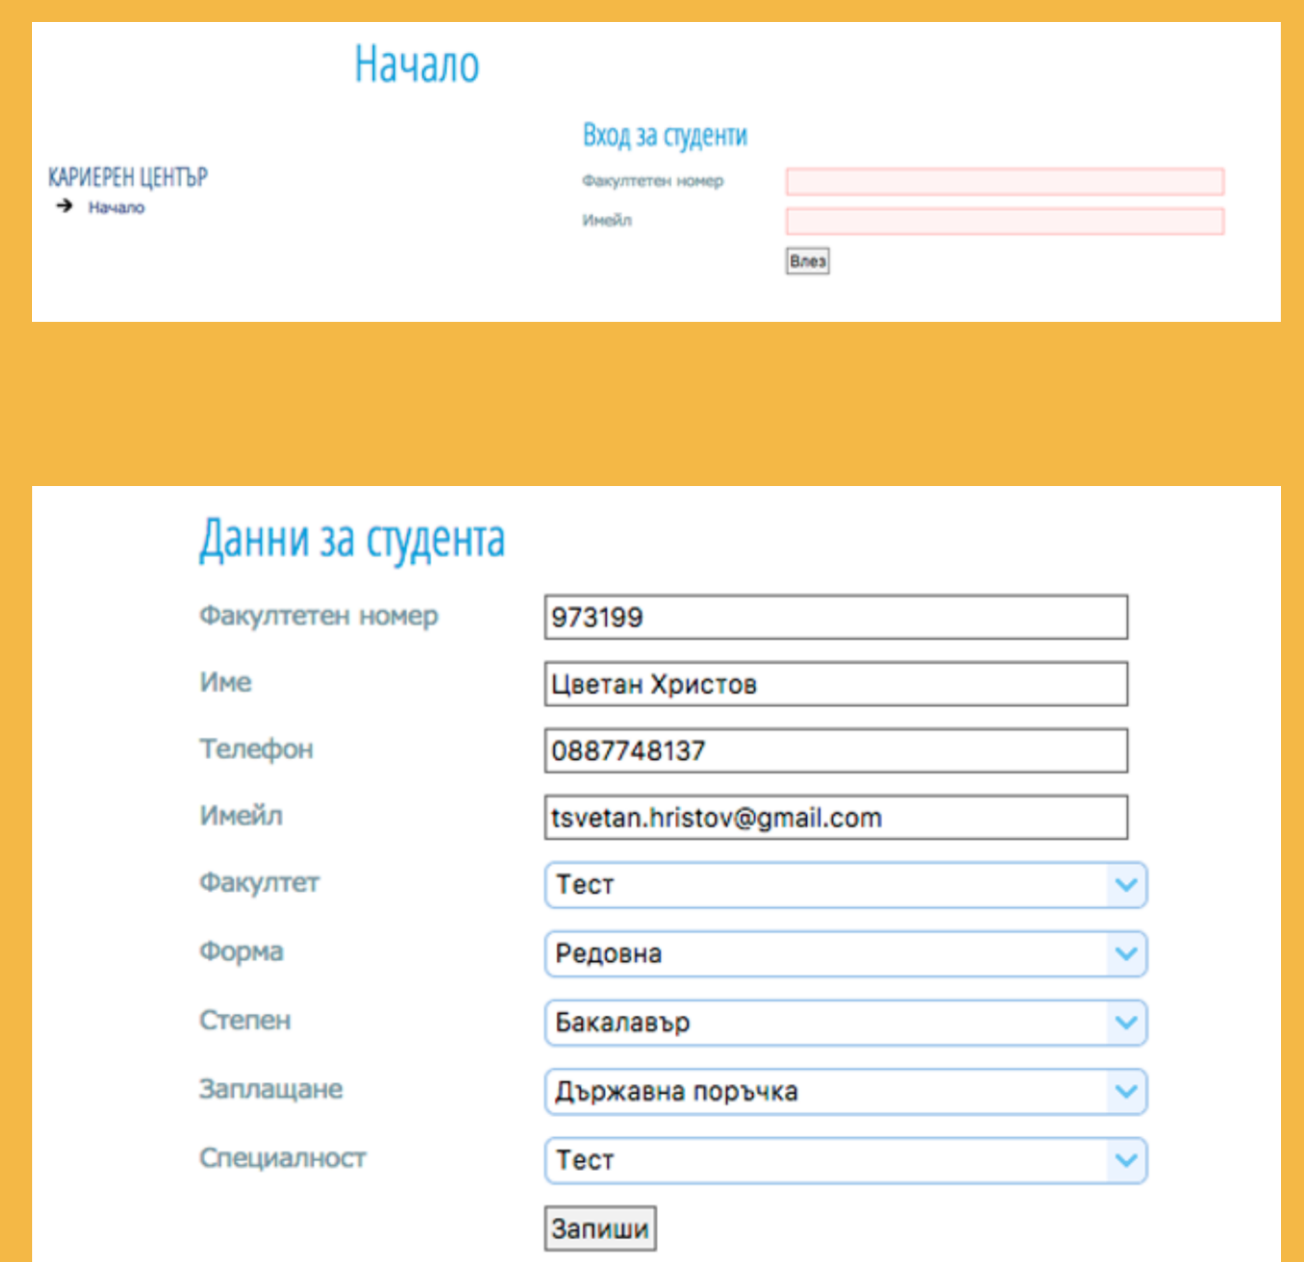 Начало
Вход за студенти
КАРИЕРЕН ЦЕНТЪР
Начало
Факултетен номер
Имейл
Влез
Данни за студента
Факултетен номер 973199
Име Цветан Христов
Телефон 0887748137
Имейл tsvetan.hristov@gmail.com
Факултет Тест
Форма Редовна
Степен Бакалавър
Заплащане Държавна поръчка
Специалност Тест
Запиши